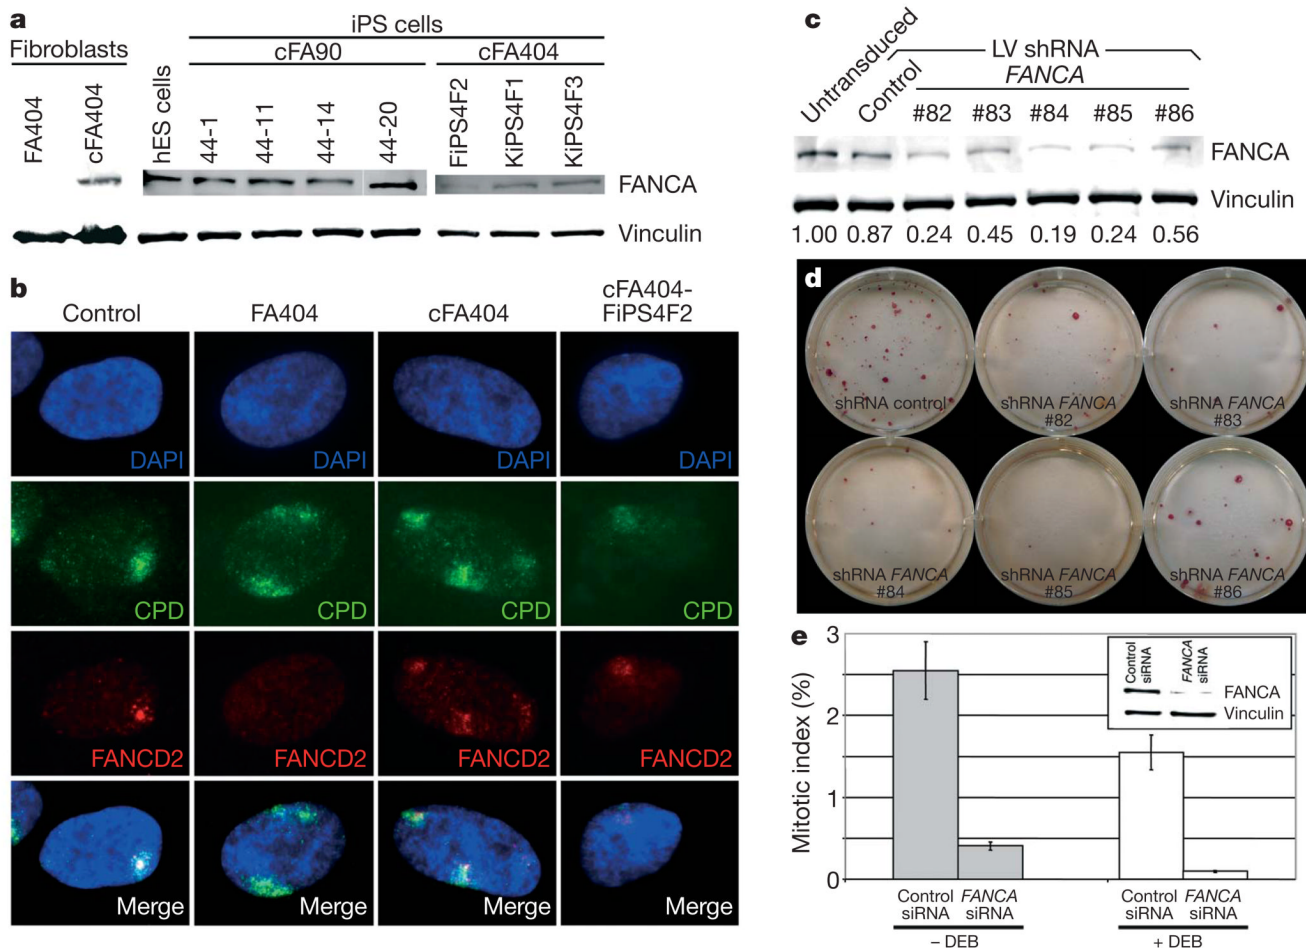 a
iPS cells
Fibroblasts
cFA90
cFA404
FA404
cFA404
hES cells
44-1
44-11
44-14
44-20
FiPS4F2
KiPS4F1
KiPS4F3
FANCA
Vinculin
b
Control
FA404
cFA404
cFA404-
FiPS4F2
DAPI
DAPI
DAPI
DAPI
CPD
CPD
CPD
CPD
FANCD2
FANCD2
FANCD2
FANCD2
Merge
Merge
Merge
Merge
c
Untransduced
Control
LV shRNA
FANCA
#82 #83 #84 #85 #86
FANCA
Vinculin
1.00 0.87 0.24 0.45 0.19 0.24 0.56
d
shRNA control
shRNA FANCA
#82
shRNA FANCA
#83
shRNA FANCA
#84
shRNA FANCA
#85
shRNA FANCA
#86
e
Mitotic index (%)
3
2
1
0
Control
siRNA
FANCA
siRNA
FANCA
Vinculin
Control
siRNA
FANCA
siRNA
Control
siRNA
FANCA
siRNA
– DEB
+ DEB